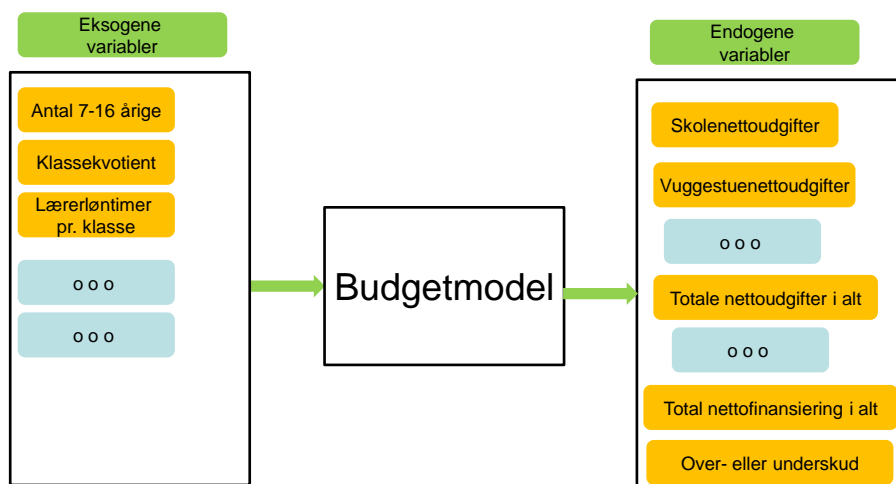 Eksogene
variabler
Antal 7-16 årige
Klassekvotient
Lærerløntimer
pr. klasse
o o o
o o o
Budgetmodel
Endogene
variabler
Skolenettoudgifter
Vuggestuenettoudgifter
o o o
Totale nettoudgifter i alt
o o o
Total nettofinansiering i alt
Over- eller underskud